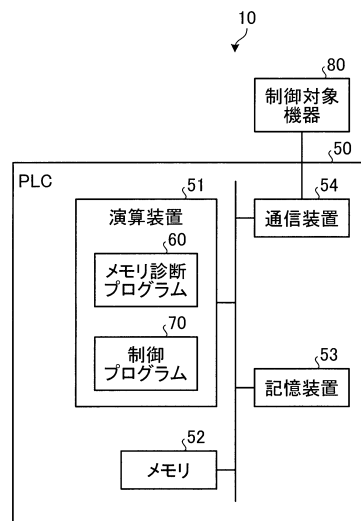 10
80
制御対象
機器
50
PLC
51
演算装置
54
通信装置
60
メモリ診断
プログラム
70
制御
プログラム
53
記憶装置
52
メモリ